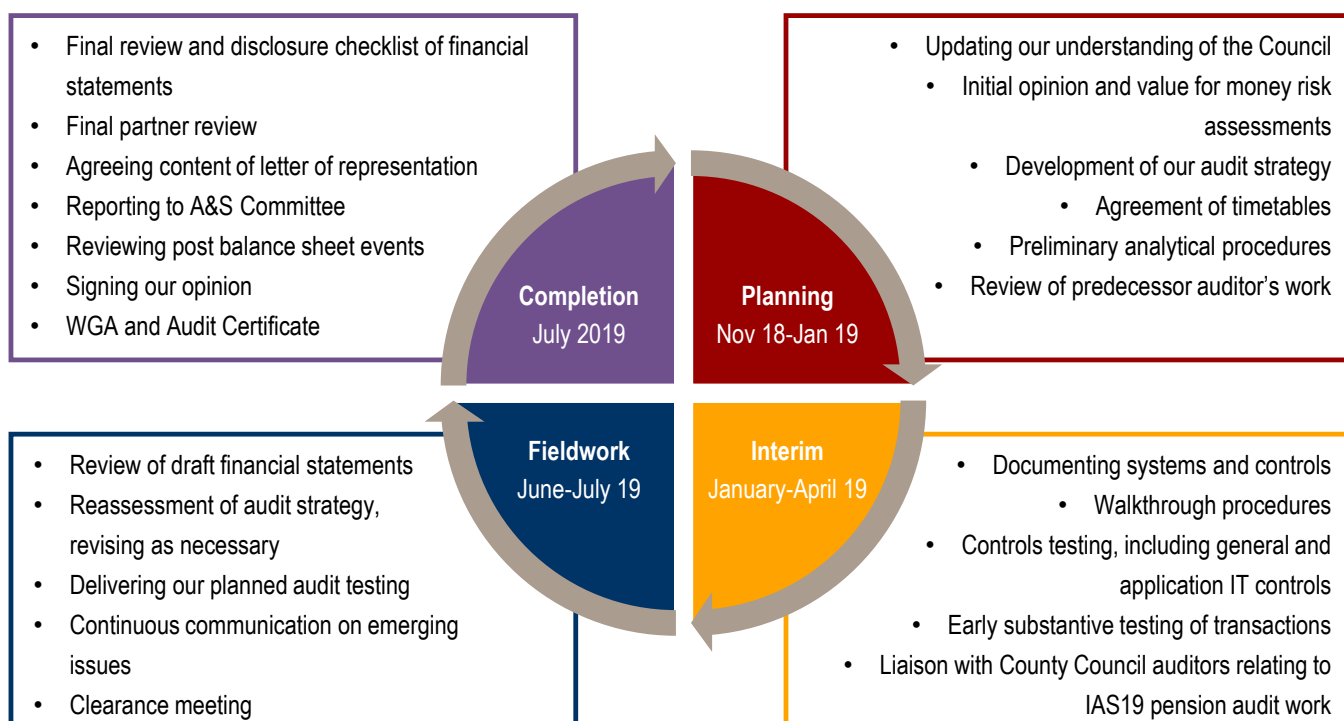 • Final review and disclosure checklist of financial
statements
• Final partner review
• Agreeing content of letter of representation
• Reporting to A&S Committee
• Reviewing post balance sheet events
• Signing our opinion
• WGA and Audit Certificate
• Updating our understanding of the Council
• Initial opinion and value for money risk
assessments
• Development of our audit strategy
• Agreement of timetables
• Preliminary analytical procedures
• Review of predecessor auditor’s work
Completion
July 2019
Planning
Nov 18-Jan 19
Fieldwork
June-July 19
Interim
January-April 19
• Review of draft financial statements
• Reassessment of audit strategy,
revising as necessary
• Delivering our planned audit testing
• Continuous communication on emerging
issues
• Clearance meeting
• Documenting systems and controls
• Walkthrough procedures
• Controls testing, including general and
application IT controls
• Early substantive testing of transactions
• Liaison with County Council auditors relating to
IAS19 pension audit work